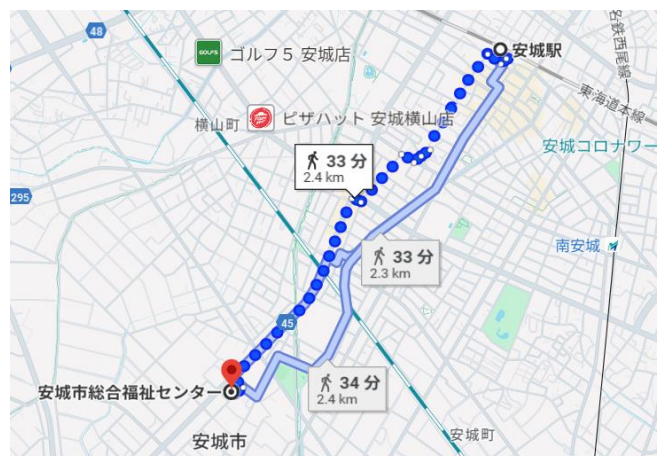 48
GOLF5
ゴルフ５ 安城店
安城駅
名鉄西尾線
東海道本線
横山町
ピザハット 安城横山店
安城コロナワー
33 分
2.4 km
295
33 分
2.3 km
南安城
45
34 分
2.4 km
安城市総合福祉センター
安城市
安城町